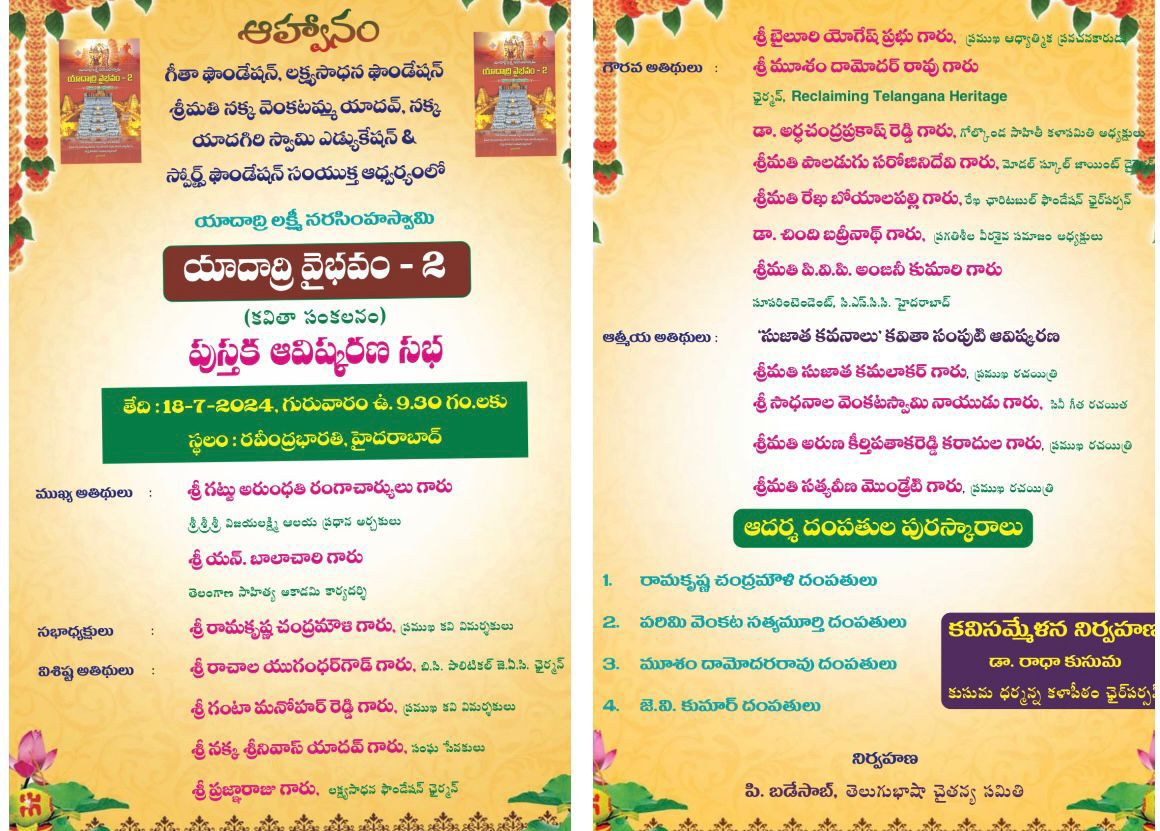 ఆహ్వానం
యాదాద్రి వైభవం - 2
యాదాద్రి వైభవం - 2
గీతా ఫౌండేషన్, లక్ష్యసాధన ఫౌండేషన్
శ్రీమతి నక్క వెంకటమ్మ యాదవ్, నక్క
యాదగిరి స్వామి ఎడ్యుకేషన్ &
స్పోర్ట్స్ ఫౌండేషన్ సంయుక్త ఆధ్వర్యంలో
యాదాద్రి లక్ష్మీ నరసింహస్వామి
యాదాద్రి వైభవం - 2
(కవితా సంకలనం)
పుస్తక ఆవిష్కరణ సభ
తేది : 18-7-2024, గురువారం ఉ. 9.30 గం.లకు
స్థలం : రవీంద్రభారతి, హైదరాబాద్
ముఖ్య అతిథులు : శ్రీ గట్టు అరుంధతి రంగాచార్యులు గారు
శ్రీ.శ్రీ.శ్రీ విజయలక్ష్మి ఆలయ ప్రధాన అర్చకులు
శ్రీ యన్. బాలాచారి గారు
తెలంగాణ సాహిత్య అకాడమి కార్యదర్శి
సభాధ్యక్షులు : శ్రీ రామకృష్ణ చంద్రమౌళి గారు, ప్రముఖ కవి విమర్శకులు
విశిష్ట అతిథులు : శ్రీ రాచాల యుగంధర్‌గౌడ్ గారు, బి.సి. పొలిటికల్ జె.ఏ.సి. ఛైర్మన్
శ్రీ గంటా మనోహర్ రెడ్డి గారు, ప్రముఖ కవి విమర్శకులు
శ్రీ నక్క శ్రీనివాస్ యాదవ్ గారు, సంఘ సేవకులు
శ్రీ ప్రజ్ఞారాజు గారు, లక్ష్యసాధన ఫౌండేషన్ ఛైర్మన్
శ్రీ బైలూరి యోగేష్ ప్రభు గారు, ప్రముఖ ఆధ్యాత్మిక ప్రవచనకారుడు
గౌరవ అతిథులు : శ్రీ మూశం దామోదర్ రావు గారు
ఛైర్మన్, Reclaiming Telangana Heritage
డా. అర్థచంద్రప్రకాష్ రెడ్డి గారు, గోల్కొండ సాహితీ కళాసమితి అధ్యక్షులు
శ్రీమతి పాలడుగు సరోజినిదేవి గారు, మోడల్ స్కూల్ జాయింట్ డైరెక్టర్
శ్రీమతి రేఖ బోయాలపల్లి గారు, రేఖ ఛారిటబుల్ ఫౌండేషన్ ఛైర్‌పర్సన్
డా. చింది బద్రీనాథ్ గారు, ప్రగతిశీల వీరశైవ సమాజం అధ్యక్షులు
శ్రీమతి పి.వి.పి. అంజనీ కుమారి గారు
సూపరింటెండెంట్, సి.ఎస్.సి.సి. హైదరాబాద్
ఆత్మీయ అతిథులు : 'సుజాత కవనాలు' కవితా సంపుటి ఆవిష్కరణ
శ్రీమతి సుజాత కమలాకర్ గారు, ప్రముఖ రచయిత్రి
శ్రీ సాధనాల వెంకటస్వామి నాయుడు గారు, సినీ గీత రచయిత
శ్రీమతి అరుణ కీర్తిపతాకరెడ్డి కరాదుల గారు, ప్రముఖ రచయిత్రి
శ్రీమతి సత్యవీణ మొండ్రేటి గారు, ప్రముఖ రచయిత్రి
ఆదర్శ దంపతుల పురస్కారాలు
1. రామకృష్ణ చంద్రమౌళి దంపతులు
2. పరిమి వెంకట సత్యమూర్తి దంపతులు
3. మూశం దామోదరరావు దంపతులు
4. జె.వి. కుమార్ దంపతులు
కవిసమ్మేళన నిర్వహణ
డా. రాధా కుసుమ
కుసుమ ధర్మన్న కళాపీఠం ఛైర్‌పర్సన్
నిర్వహణ
పి. బడేసాబ్, తెలుగుభాషా చైతన్య సమితి